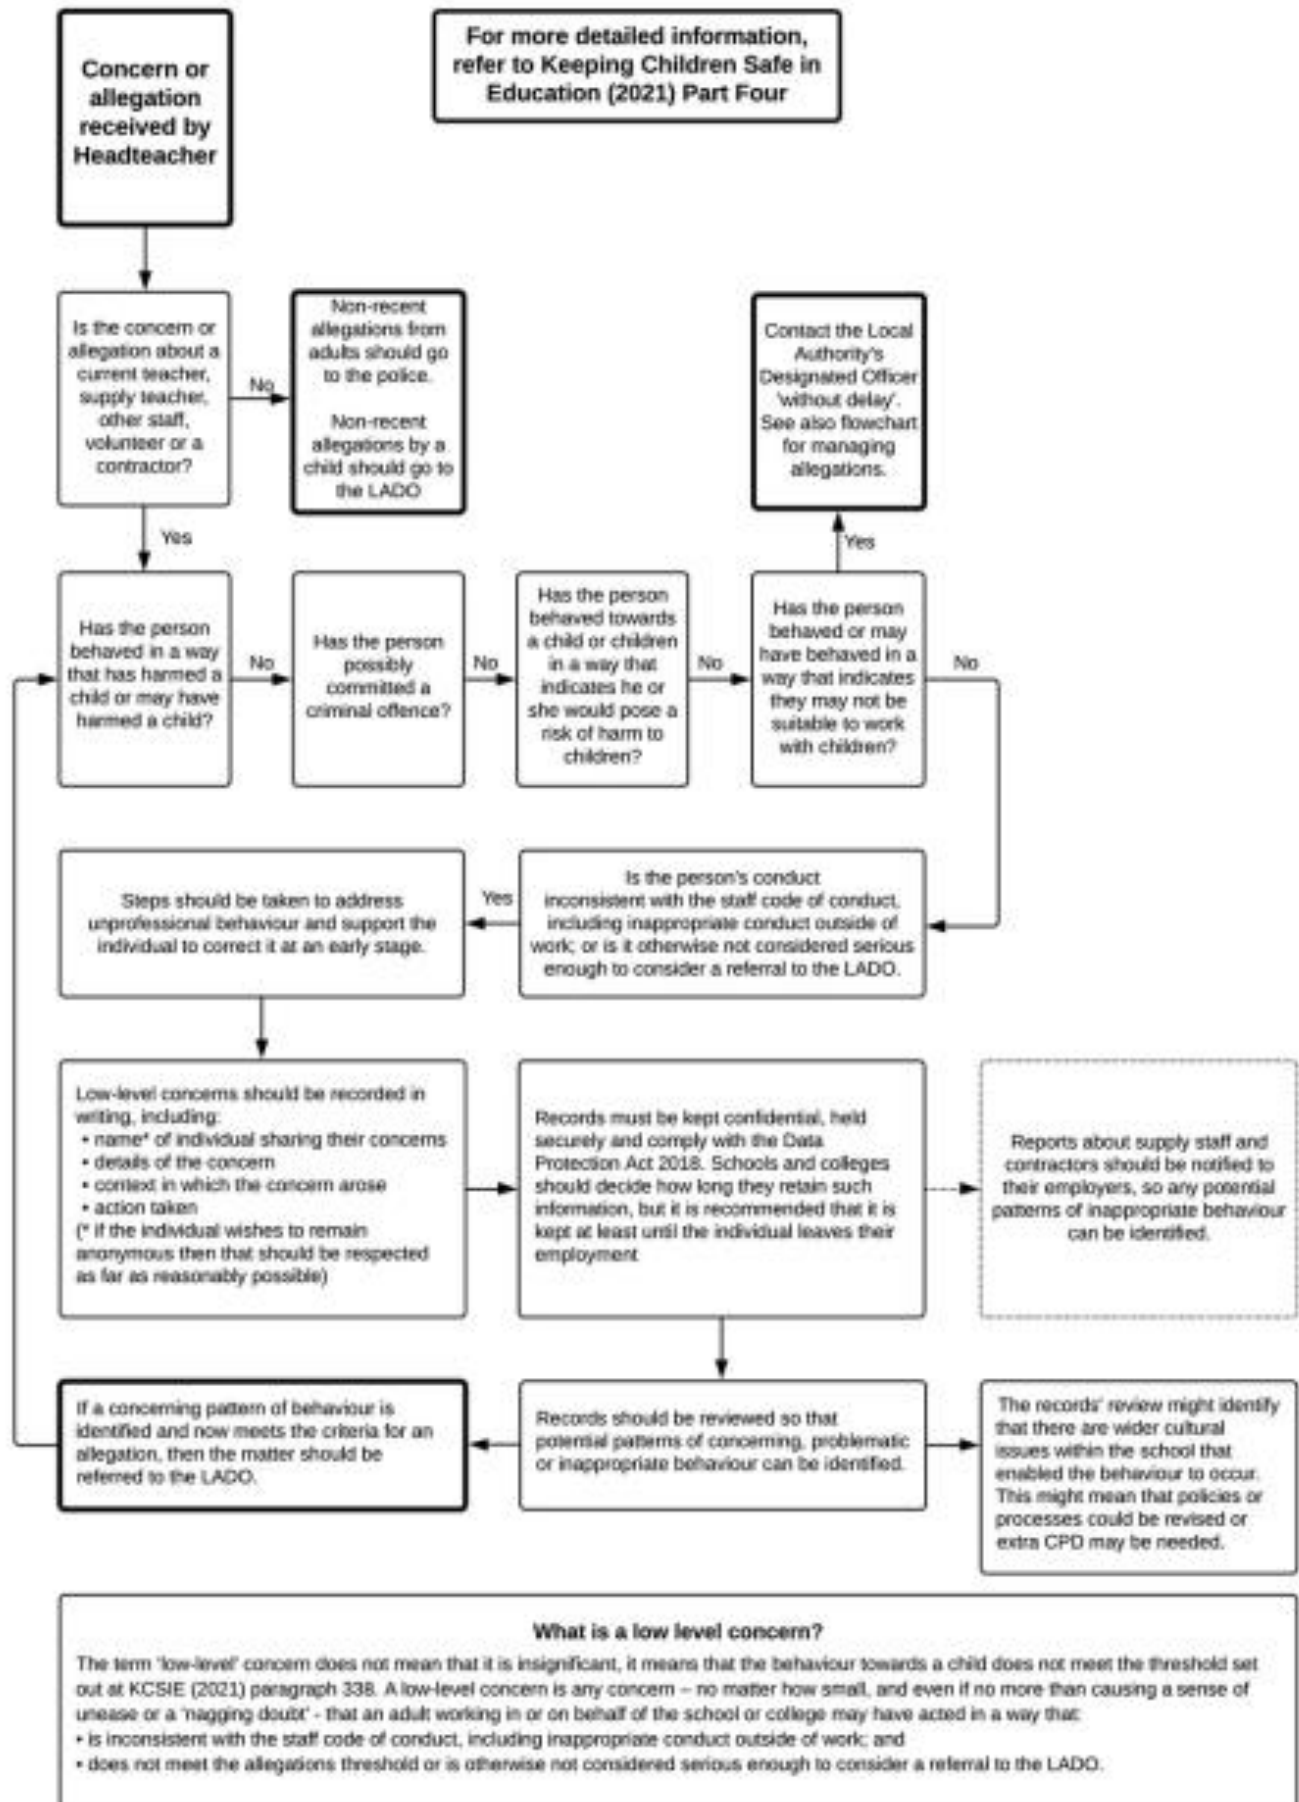 Concern or
allegation
received by
Headteacher
For more detailed information,
refer to Keeping Children Safe in
Education (2021) Part Four
Is the concern or
allegation about a
current teacher,
supply teacher,
other staff,
volunteer or a
contractor?
No
Non-recent
allegations from
adults should go
to the police.
Non-recent
allegations by a
child should go to
the LADO
Contact the Local
Authority's
Designated Officer
'without delay'.
See also flowchart
for managing
allegations.
Yes
Yes
Has the person
behaved in a way
that has harmed a
child or may have
harmed a child?
No
Has the person
possibly
committed a
criminal offence?
No
Has the person
behaved towards
a child or children
in a way that
indicates he or
she would pose a
risk of harm to
children?
No
Has the person
behaved or may
have behaved in a
way that indicates
they may not be
suitable to work
with children?
No
Steps should be taken to address
unprofessional behaviour and support the
individual to correct it at an early stage.
Yes
Is the person's conduct
inconsistent with the staff code of conduct,
including inappropriate conduct outside of
work; or is it otherwise not considered serious
enough to consider a referral to the LADO.
Low-level concerns should be recorded in
writing, including:
• name* of individual sharing their concerns
• details of the concern
• context in which the concern arose
• action taken
(* if the individual wishes to remain
anonymous then that should be respected
as far as reasonably possible)
Records must be kept confidential, held
securely and comply with the Data
Protection Act 2018. Schools and colleges
should decide how long they retain such
information, but it is recommended that it is
kept at least until the individual leaves their
employment
Reports about supply staff and
contractors should be notified to
their employers, so any potential
patterns of inappropriate behaviour
can be identified.
If a concerning pattern of behaviour is
identified and now meets the criteria for an
allegation, then the matter should be
referred to the LADO.
Records should be reviewed so that
potential patterns of concerning, problematic
or inappropriate behaviour can be identified.
The records' review might identify
that there are wider cultural
issues within the school that
enabled the behaviour to occur.
This might mean that policies or
processes could be revised or
extra CPD may be needed.
What is a low level concern?
The term 'low-level' concern does not mean that it is insignificant, it means that the behaviour towards a child does not meet the threshold set
out at KCSIE (2021) paragraph 338. A low-level concern is any concern – no matter how small, and even if no more than causing a sense of
unease or a 'nagging doubt' - that an adult working in or on behalf of the school or college may have acted in a way that:
• is inconsistent with the staff code of conduct, including inappropriate conduct outside of work; and
• does not meet the allegations threshold or is otherwise not considered serious enough to consider a referral to the LADO.